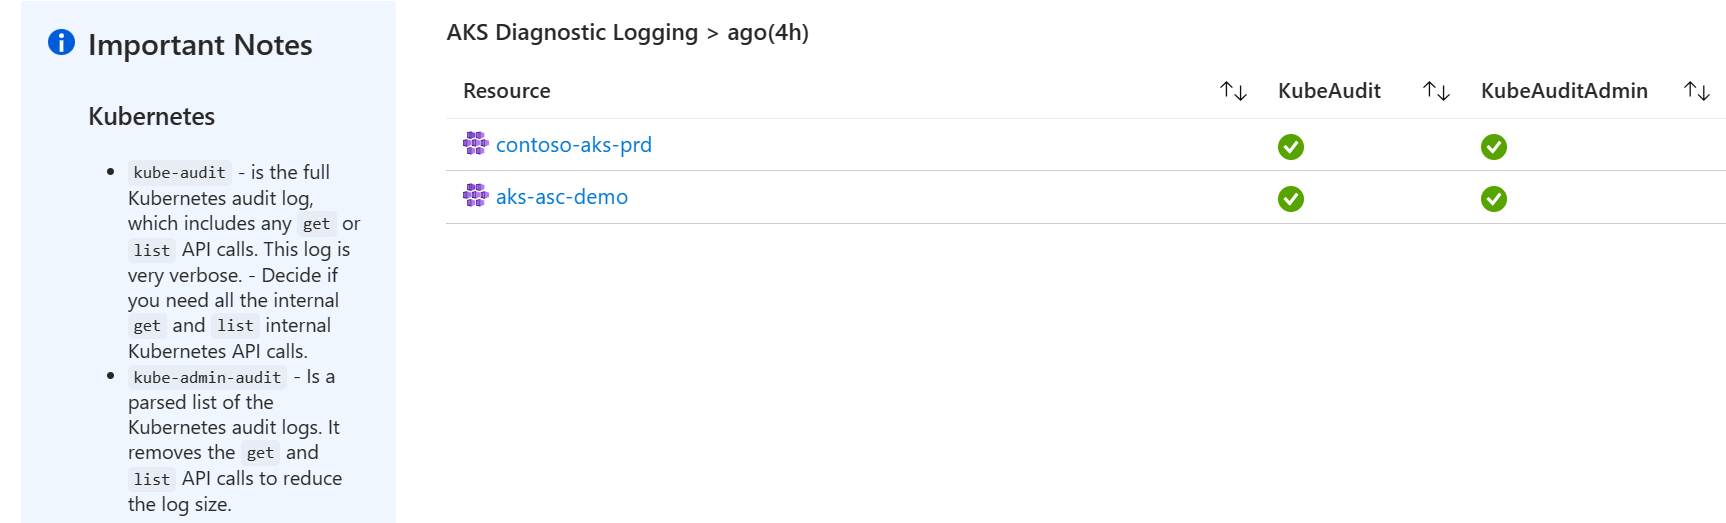 Important Notes
Kubernetes
• kube-audit - is the full
Kubernetes audit log,
which includes any get or
list API calls. This log is
very verbose. - Decide if
you need all the internal
get and list internal
Kubernetes API calls.
• kube-admin-audit - Is a
parsed list of the
Kubernetes audit logs. It
removes the get and
list API calls to reduce
the log size.
AKS Diagnostic Logging > ago(4h)
Resource ↑↓ KubeAudit ↑↓ KubeAuditAdmin ↑↓
contoso-aks-prd
aks-asc-demo